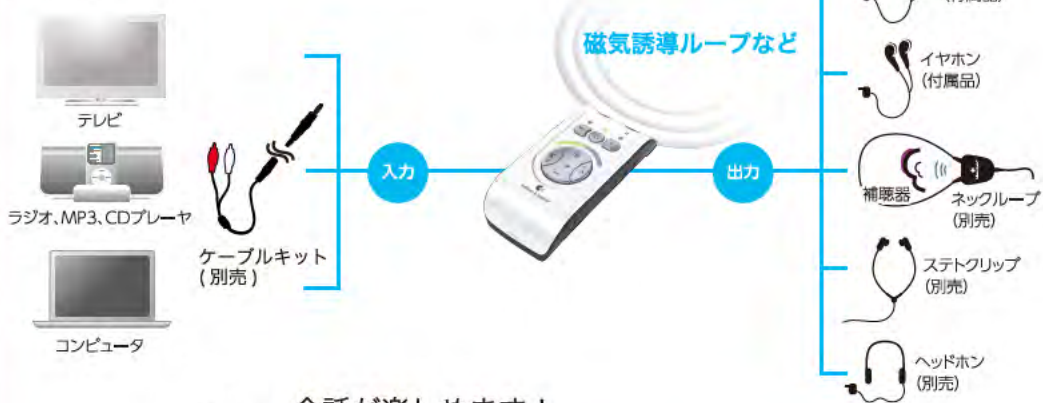 磁気誘導ループなど
テレビ
ラジオ、MP3、CDプレーヤ
コンピュータ
ケーブルキット
(別売)
入力
出力
イヤホン
(付属品)
補聴器
ネックループ
(別売)
ステトクリップ
(別売)
ヘッドホン
(別売)